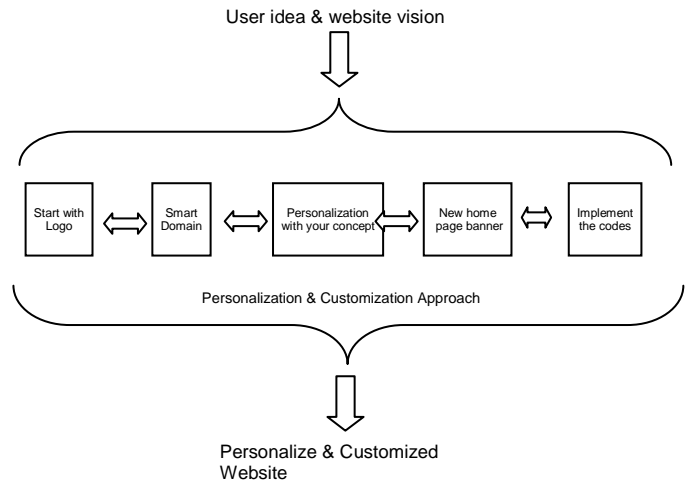 User idea & website vision
Start with
Logo
Smart
Domain
Personalization
with your concept
New home
page banner
Implement
the codes
Personalization & Customization Approach
Personalize & Customized
Website